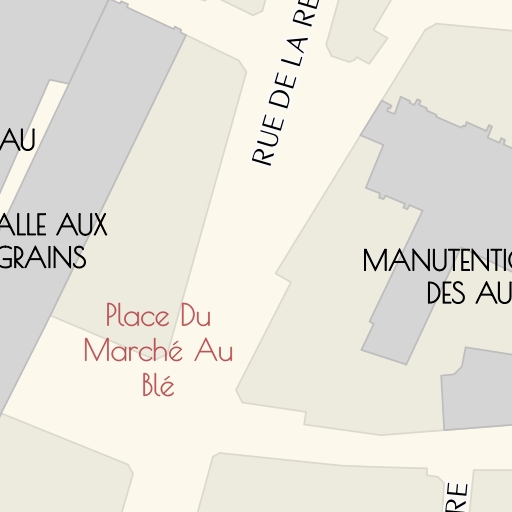 RUE DE LA RE
AU
ALLE AUX
GRAINS
MANUTENTIO
DES AU
Place Du
Marché Au
Blé
RE